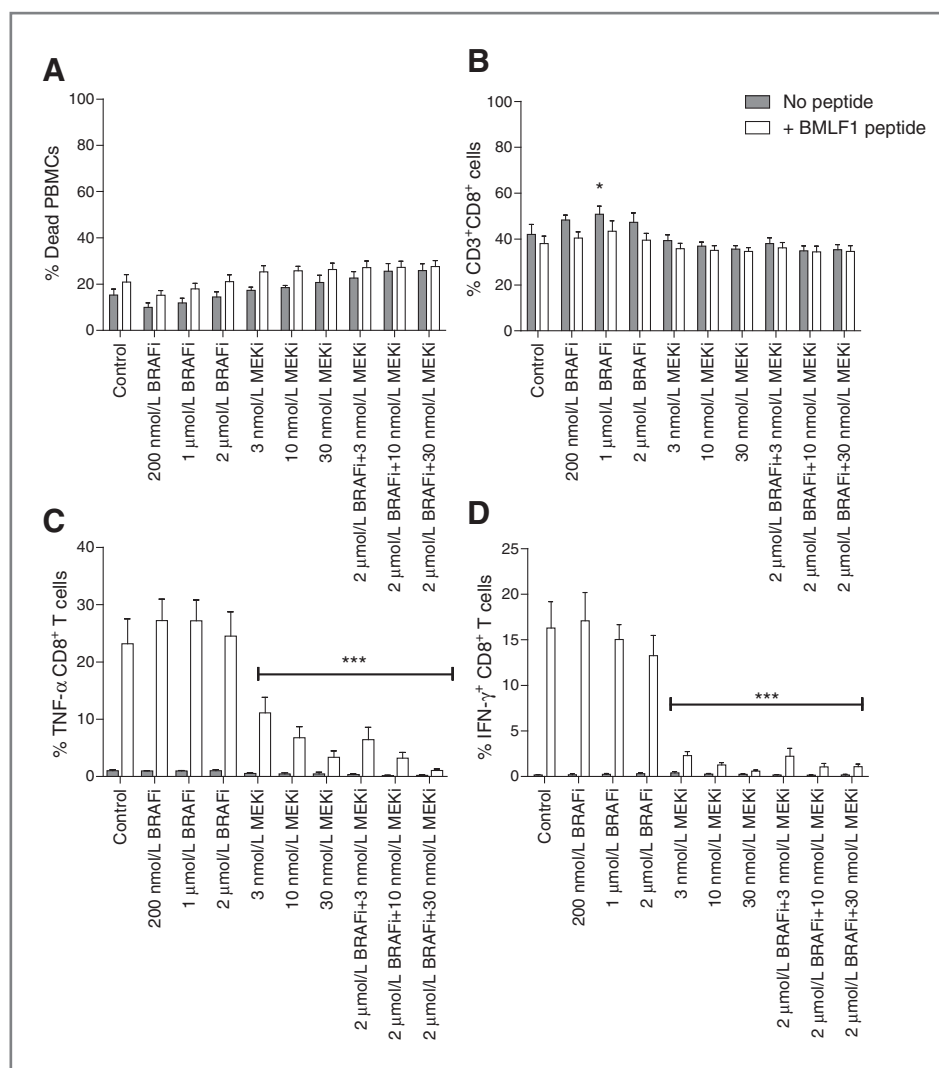 A
% Dead PBMCs
100
80
60
40
20
0
Control
200 nmol/L BRAFi
1 μmol/L BRAFi
2 μmol/L BRAFi
3 nmol/L MEKi
10 nmol/L MEKi
30 nmol/L MEKi
2 μmol/L BRAFi+3 nmol/L MEKi
2 μmol/L BRAFi+10 nmol/L MEKi
2 μmol/L BRAFi+30 nmol/L MEKi
B
No peptide
+ BMLF1 peptide
% CD3+CD8+ cells
100
80
60
40
20
0
*
Control
200 nmol/L BRAFi
1 μmol/L BRAFi
2 μmol/L BRAFi
3 nmol/L MEKi
10 nmol/L MEKi
30 nmol/L MEKi
2 μmol/L BRAFi+3 nmol/L MEKi
2 μmol/L BRAFi+10 nmol/L MEKi
2 μmol/L BRAFi+30 nmol/L MEKi
C
% TNF-α CD8+ T cells
40
30
20
10
0
***
Control
200 nmol/L BRAFi
1 μmol/L BRAFi
2 μmol/L BRAFi
3 nmol/L MEKi
10 nmol/L MEKi
30 nmol/L MEKi
2 μmol/L BRAFi+3 nmol/L MEKi
2 μmol/L BRAFi+10 nmol/L MEKi
2 μmol/L BRAFi+30 nmol/L MEKi
D
% IFN-γ+ CD8+ T cells
25
20
15
10
5
0
***
Control
200 nmol/L BRAFi
1 μmol/L BRAFi
2 μmol/L BRAFi
3 nmol/L MEKi
10 nmol/L MEKi
30 nmol/L MEKi
2 μmol/L BRAFi+3 nmol/L MEKi
2 μmol/L BRAFi+10 nmol/L MEKi
2 μmol/L BRAFi+30 nmol/L MEKi